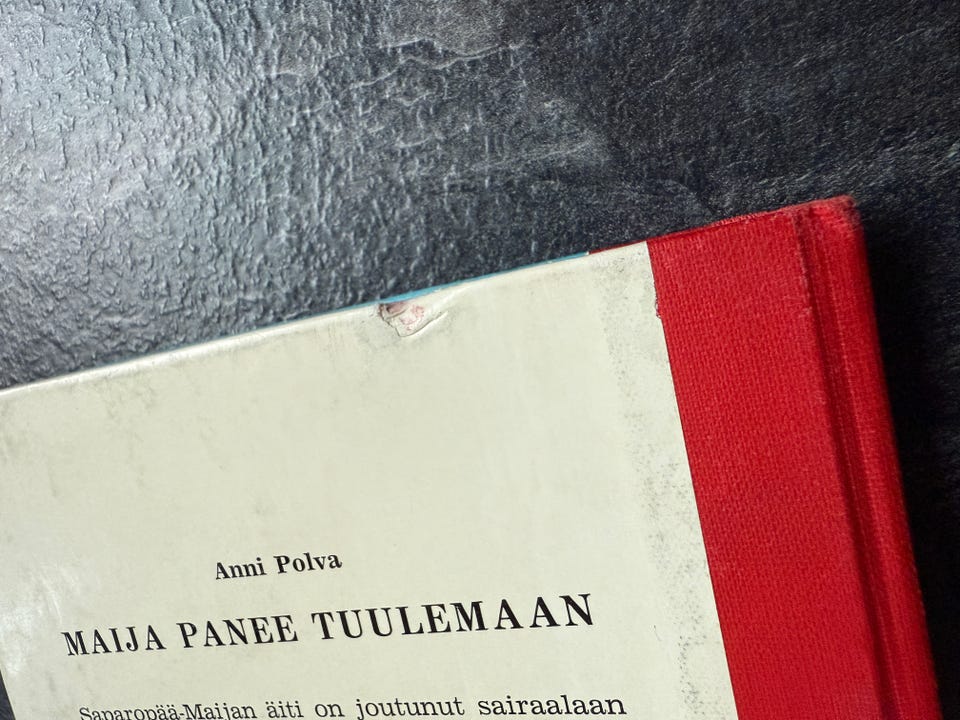 Anni Polva
MAIJA PANEE TUULEMAAN
Saparopää-Maijan äiti on joutunut sairaalaan